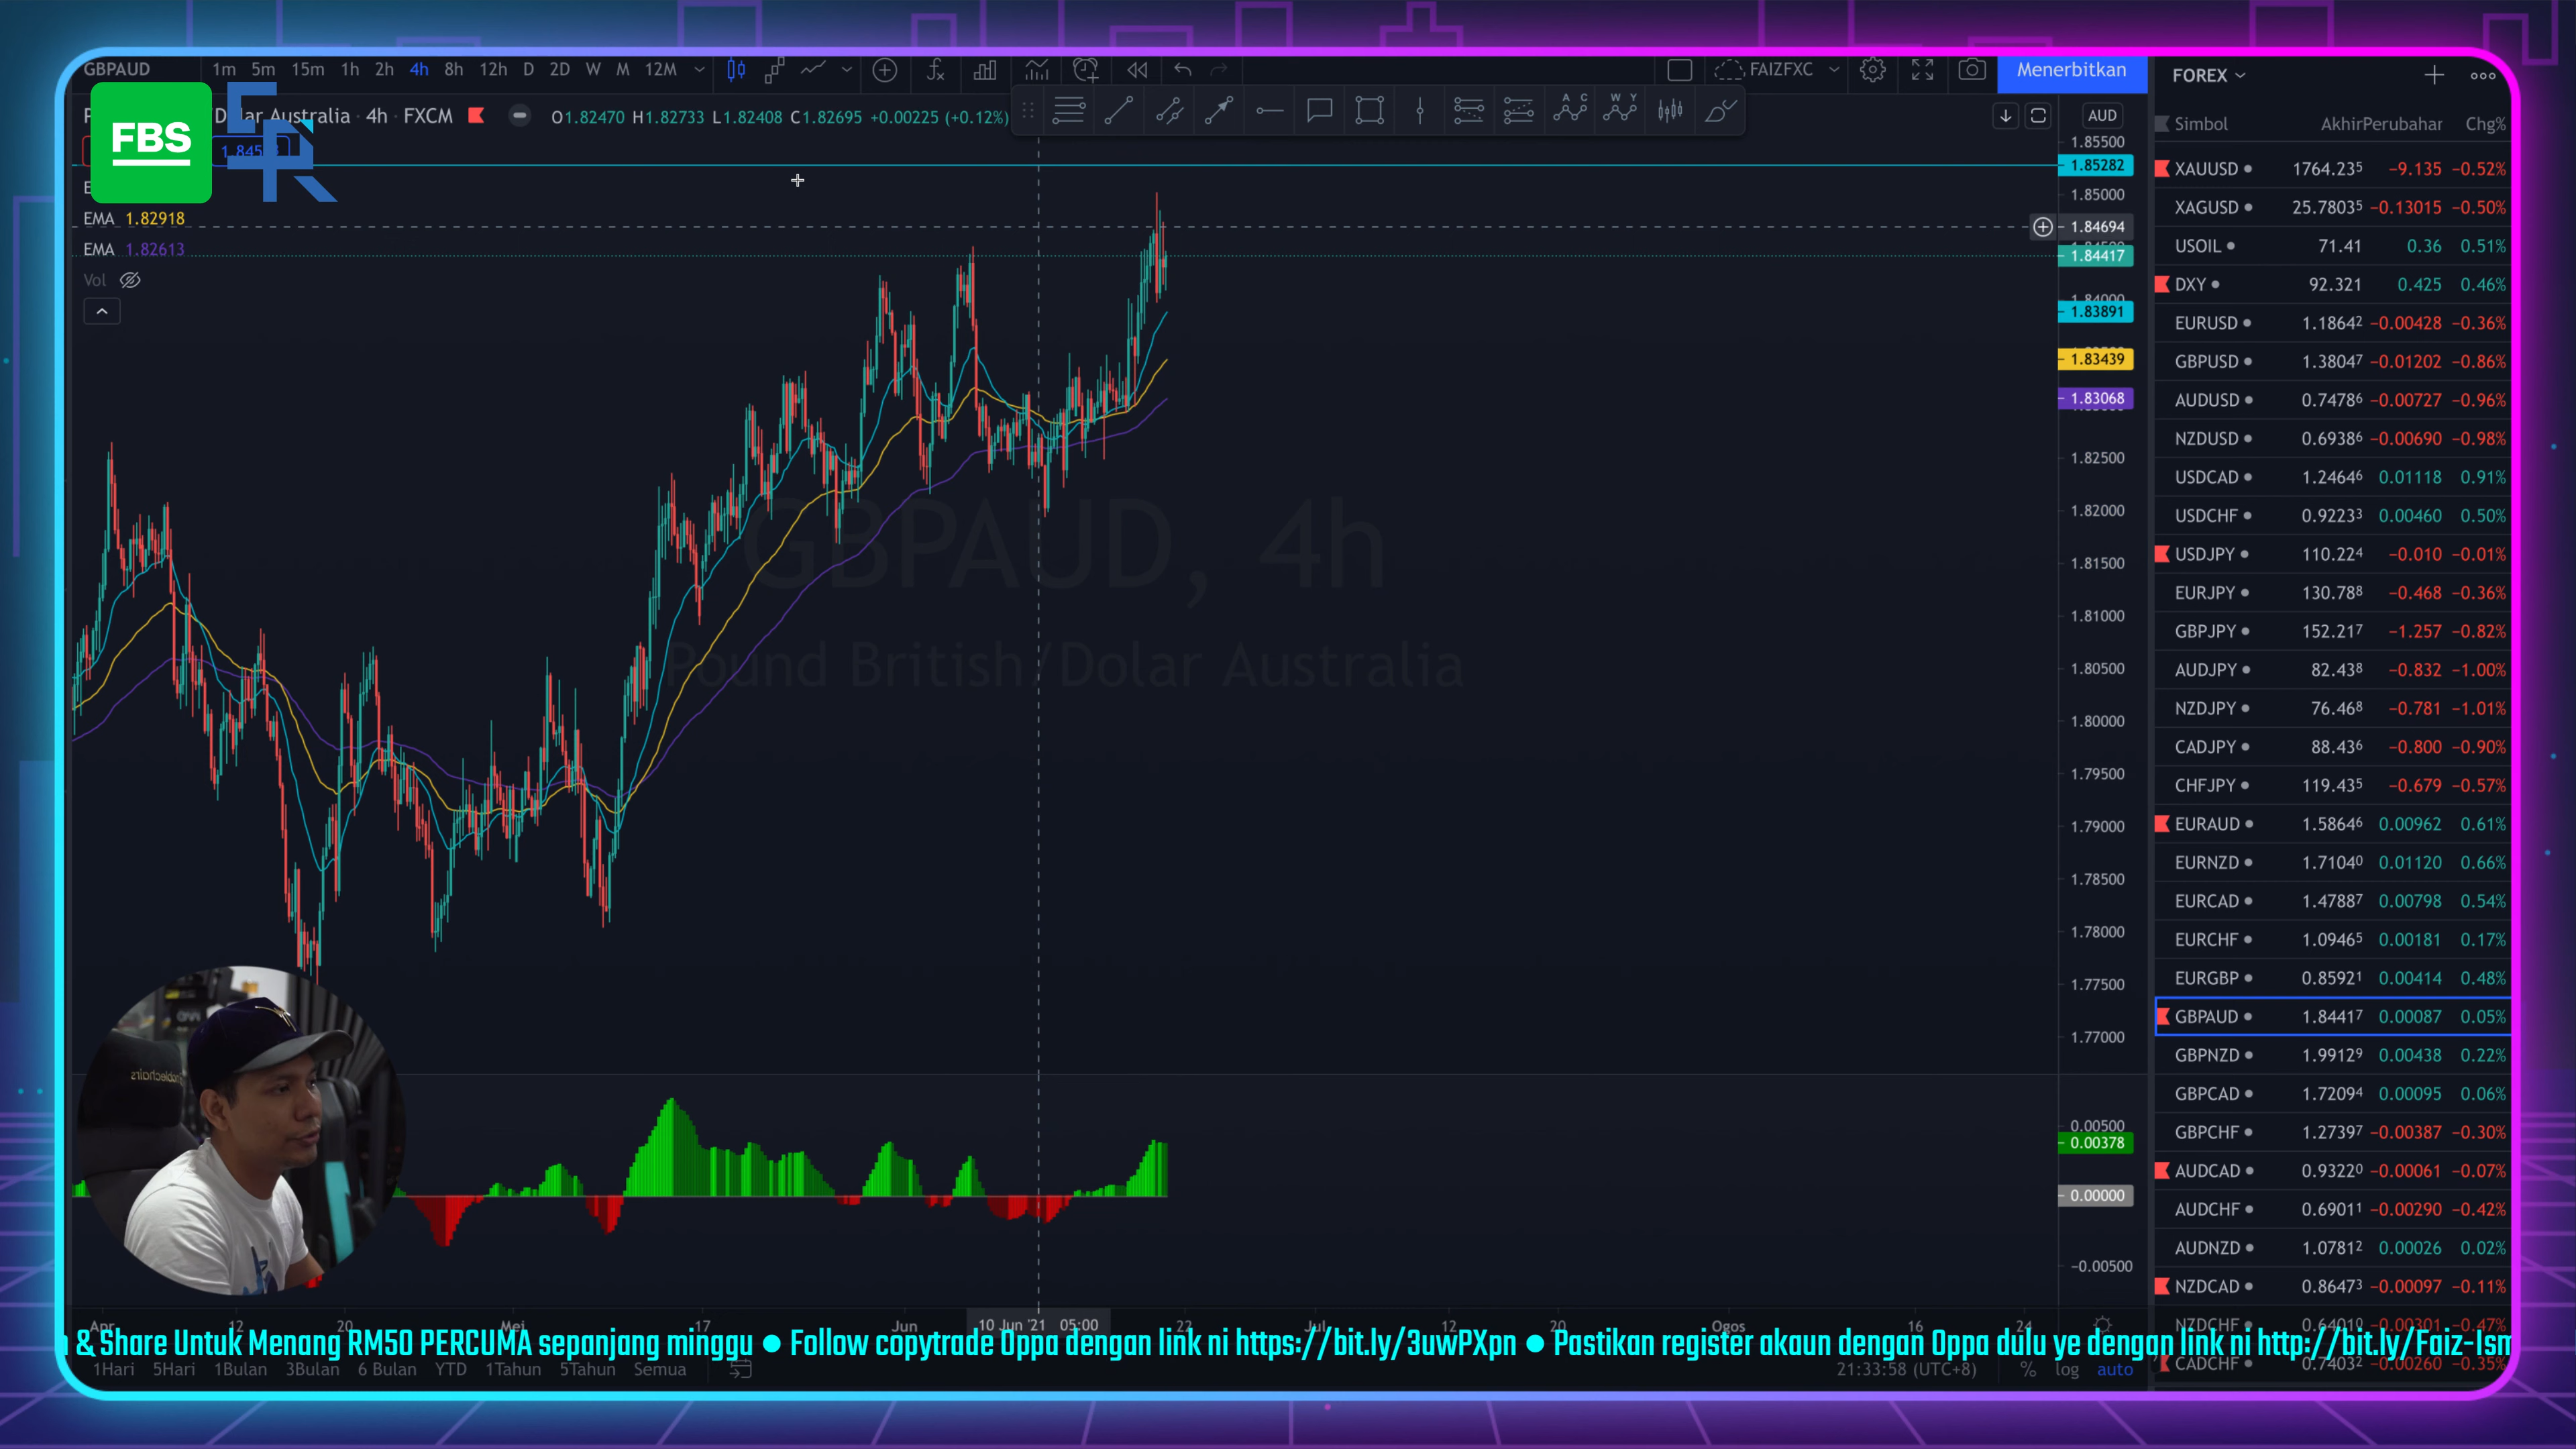 GBPAUD 1m 5m 15m 1h 2h 4h 8h 12h D 2D W M 12M FAIZFXC Menerbitkan
FBS
Dolar Australia · 4h · FXCM O1.82470 H1.82733 L1.82408 C1.82695 +0.00225 (+0.12%)
EMA 1.82918
EMA 1.82613
Vol
GBPAUD, 4h
Pound British/Dolar Australia
AUD
1.85500
1.85282
1.85000
1.84694
1.84417
1.84000
1.83891
1.83439
1.83068
1.82500
1.82000
1.81500
1.81000
1.80500
1.80000
1.79500
1.79000
1.78500
1.78000
1.77500
1.77000
0.00500
0.00378
0.00000
−0.00500
FOREX
Simbol Akhir Perubahar Chg%
XAUUSD 1764.235 −9.135 −0.52%
XAGUSD 25.78035 −0.13015 −0.50%
USOIL 71.41 0.36 0.51%
DXY 92.321 0.425 0.46%
EURUSD 1.18642 −0.00428 −0.36%
GBPUSD 1.38047 −0.01202 −0.86%
AUDUSD 0.74786 −0.00727 −0.96%
NZDUSD 0.69386 −0.00690 −0.98%
USDCAD 1.24646 0.01118 0.91%
USDCHF 0.92233 0.00460 0.50%
USDJPY 110.224 −0.010 −0.01%
EURJPY 130.788 −0.468 −0.36%
GBPJPY 152.217 −1.257 −0.82%
AUDJPY 82.438 −0.832 −1.00%
NZDJPY 76.468 −0.781 −1.01%
CADJPY 88.436 −0.800 −0.90%
CHFJPY 119.435 −0.679 −0.57%
EURAUD 1.58646 0.00962 0.61%
EURNZD 1.71040 0.01120 0.66%
EURCAD 1.47887 0.00798 0.54%
EURCHF 1.09465 0.00181 0.17%
EURGBP 0.85921 0.00414 0.48%
GBPAUD 1.84417 0.00087 0.05%
GBPNZD 1.99129 0.00438 0.22%
GBPCAD 1.72094 0.00095 0.06%
GBPCHF 1.27397 −0.00387 −0.30%
AUDCAD 0.93220 −0.00061 −0.07%
AUDCHF 0.69011 −0.00290 −0.42%
AUDNZD 1.07812 0.00026 0.02%
NZDCAD 0.86473 −0.00097 −0.11%
NZDCHF 0.64010 −0.00301 −0.47%
CADCHF 0.74032 −0.00260 −0.35%
noblechairs
Apr 12 20 Mei 17 Jun 10 Jun '21 05:00 22 Jul 12 20 Ogos 16 24
& Share Untuk Menang RM50 PERCUMA sepanjang minggu ● Follow copytrade Oppa dengan link ni https://bit.ly/3uwPXpn ● Pastikan register akaun dengan Oppa dulu ye dengan link ni http://bit.ly/Faiz-Ism
1Hari 5Hari 1Bulan 3Bulan 6 Bulan YTD 1Tahun 5Tahun Semua 21:33:58 (UTC+8) % log auto